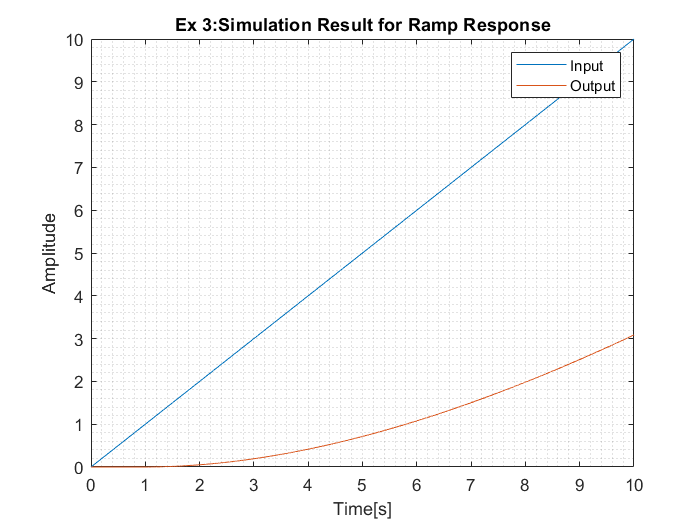 Ex 3:Simulation Result for Ramp Response
Input
Output
Amplitude
10
9
8
7
6
5
4
3
2
1
0
0 1 2 3 4 5 6 7 8 9 10
Time[s]